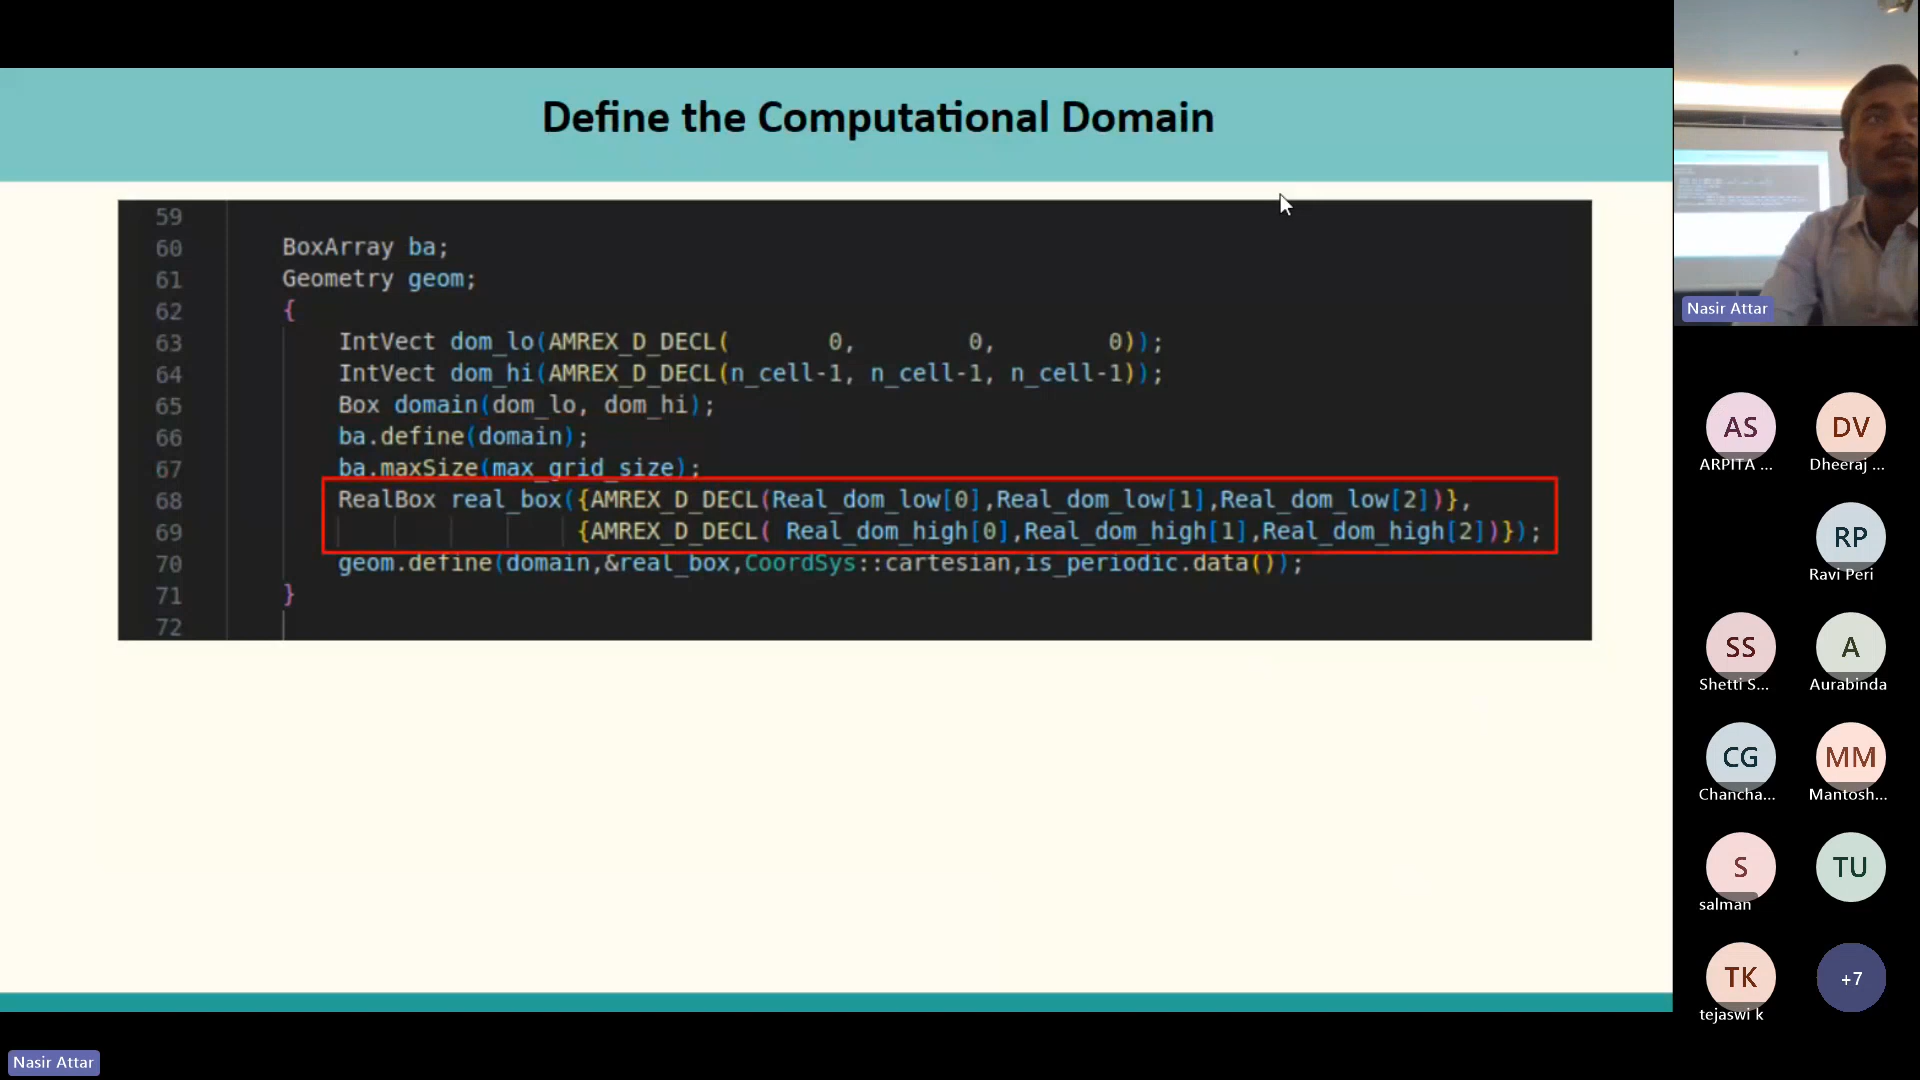 Define the Computational Domain
59
60 BoxArray ba;
61 Geometry geom;
62 {
63 IntVect dom_lo(AMREX_D_DECL( 0, 0, 0));
64 IntVect dom_hi(AMREX_D_DECL(n_cell-1, n_cell-1, n_cell-1));
65 Box domain(dom_lo, dom_hi);
66 ba.define(domain);
67 ba.maxSize(max_grid_size);
68 RealBox real_box({AMREX_D_DECL(Real_dom_low[0],Real_dom_low[1],Real_dom_low[2])},
69 {AMREX_D_DECL( Real_dom_high[0],Real_dom_high[1],Real_dom_high[2])});
70 geom.define(domain,&real_box,CoordSys::cartesian,is_periodic.data());
71 }
72
Nasir Attar
AS DV
ARPITA ... Dheeraj ...
RP
Ravi Peri
SS A
Shetti S... Aurabinda
CG MM
Chancha... Mantosh...
S TU
salman
TK +7
tejaswi k
Nasir Attar